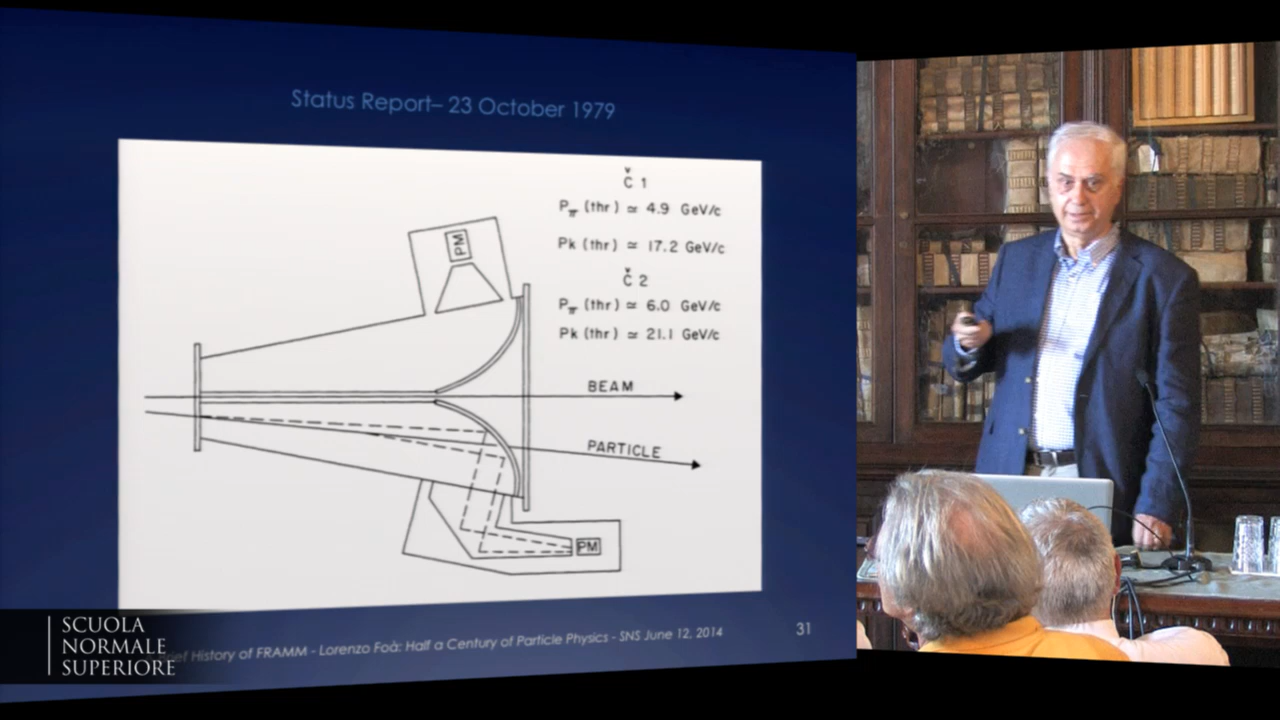 Status Report– 23 October 1979
Č 1
Pπ (thr) ≃ 4.9 GeV/c
Pk (thr) ≃ 17.2 GeV/c
Č 2
Pπ (thr) ≃ 6.0 GeV/c
Pk (thr) ≃ 21.1 GeV/c
PM
BEAM
PARTICLE
PM
History of FRAMM - Lorenzo Foà: Half a Century of Particle Physics - SNS June 12, 2014
31
SCUOLA
NORMALE
SUPERIORE